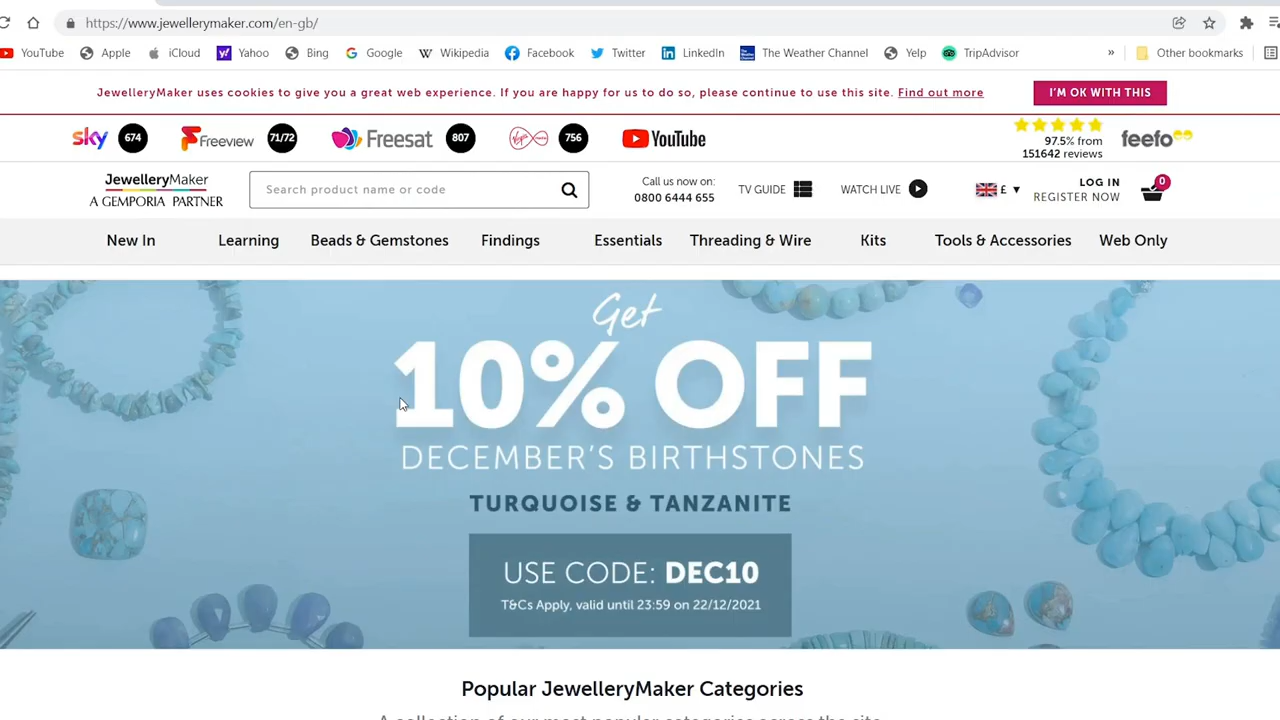 https://www.jewellerymaker.com/en-gb/
YouTube Apple iCloud Yahoo Bing Google Wikipedia Facebook Twitter LinkedIn The Weather Channel Yelp TripAdvisor » Other bookmarks
JewelleryMaker uses cookies to give you a great web experience. If you are happy for us to do so, please continue to use this site. Find out more
I'M OK WITH THIS
sky 674 Freeview 71/72 Freesat 807 756 YouTube
97.5% from
151642 reviews
feefo
JewelleryMaker
A GEMPORIA PARTNER
Search product name or code
Call us now on:
0800 6444 655
TV GUIDE
WATCH LIVE
£
LOG IN
REGISTER NOW
0
New In Learning Beads & Gemstones Findings Essentials Threading & Wire Kits Tools & Accessories Web Only
Get
10% OFF
DECEMBER'S BIRTHSTONES
TURQUOISE & TANZANITE
USE CODE: DEC10
T&Cs Apply, valid until 23:59 on 22/12/2021
Popular JewelleryMaker Categories
A collection of our most popular categories across the site